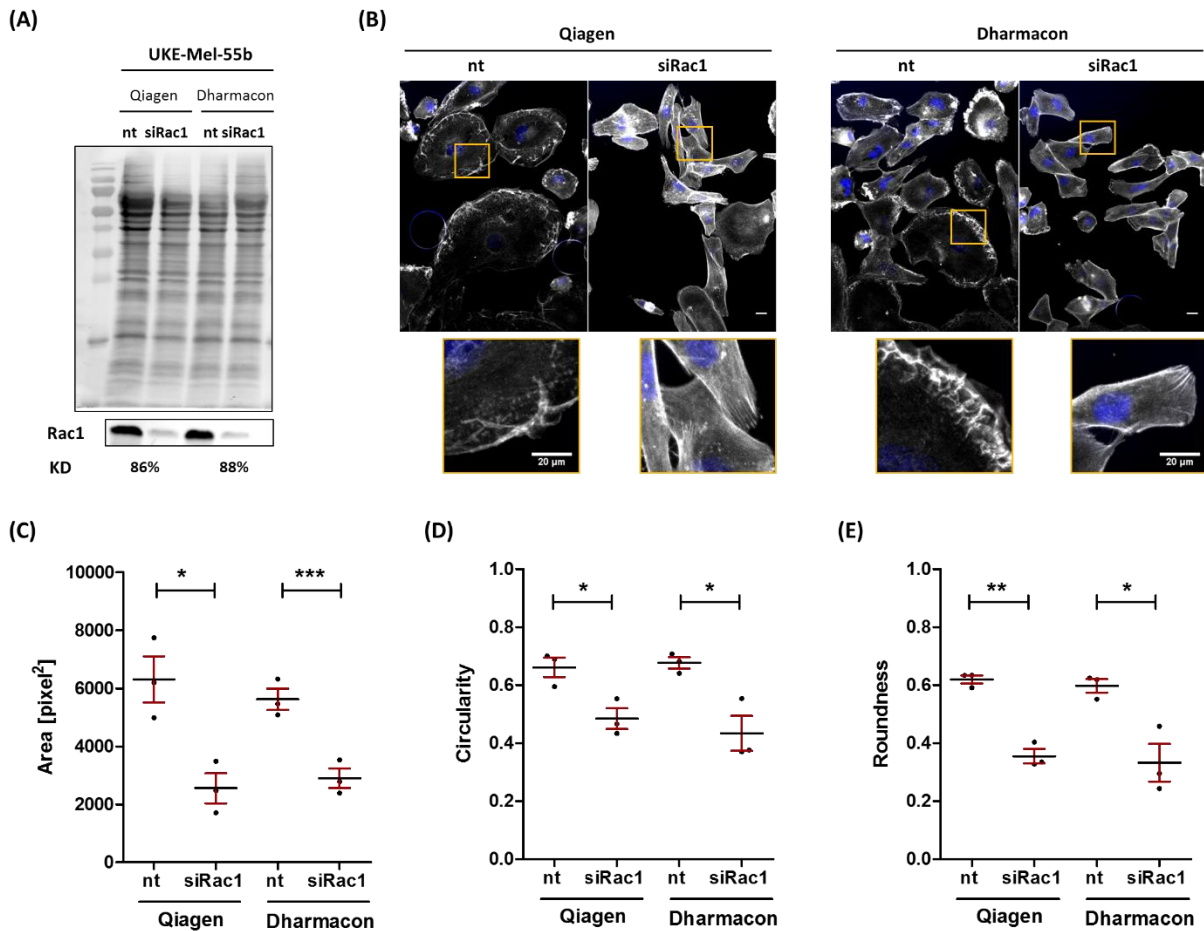 (A)
UKE-Mel-55b
Qiagen Dharmacon
nt siRac1 nt siRac1
Rac1
KD 86% 88%
(B)
Qiagen Dharmacon
nt siRac1 nt siRac1
20 µm 20 µm
(C)
Area [pixel²]
10000
8000
6000
4000
2000
0
* ***
nt siRac1 nt siRac1
Qiagen Dharmacon
(D)
Circularity
1.0
0.8
0.6
0.4
0.2
0.0
* *
nt siRac1 nt siRac1
Qiagen Dharmacon
(E)
Roundness
1.0
0.8
0.6
0.4
0.2
0.0
** *
nt siRac1 nt siRac1
Qiagen Dharmacon